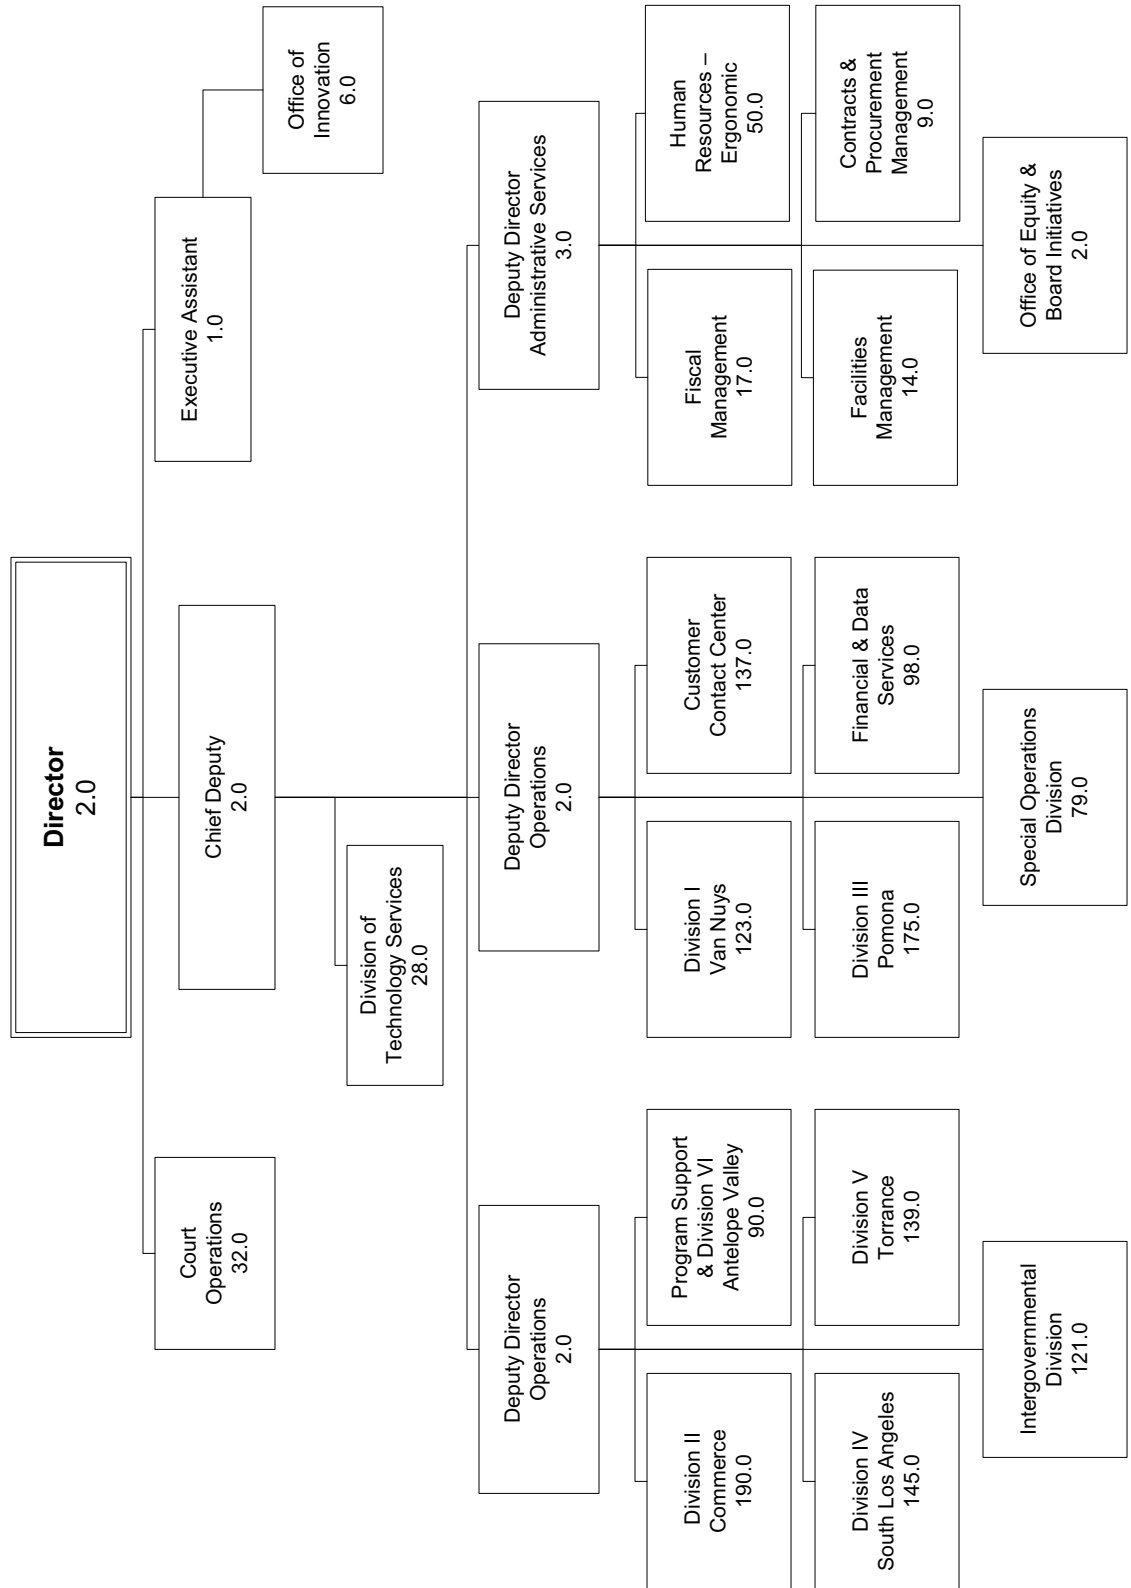 Director
2.0
Court
Operations
32.0
Chief Deputy
2.0
Executive Assistant
1.0
Office of
Innovation
6.0
Division of
Technology Services
28.0
Deputy Director
Operations
2.0
Deputy Director
Operations
2.0
Deputy Director
Administrative Services
3.0
Division II
Commerce
190.0
Program Support
& Division VI
Antelope Valley
90.0
Division I
Van Nuys
123.0
Customer
Contact Center
137.0
Fiscal
Management
17.0
Human
Resources –
Ergonomic
50.0
Division IV
South Los Angeles
145.0
Division V
Torrance
139.0
Division III
Pomona
175.0
Financial & Data
Services
98.0
Facilities
Management
14.0
Contracts &
Procurement
Management
9.0
Intergovernmental
Division
121.0
Special Operations
Division
79.0
Office of Equity &
Board Initiatives
2.0